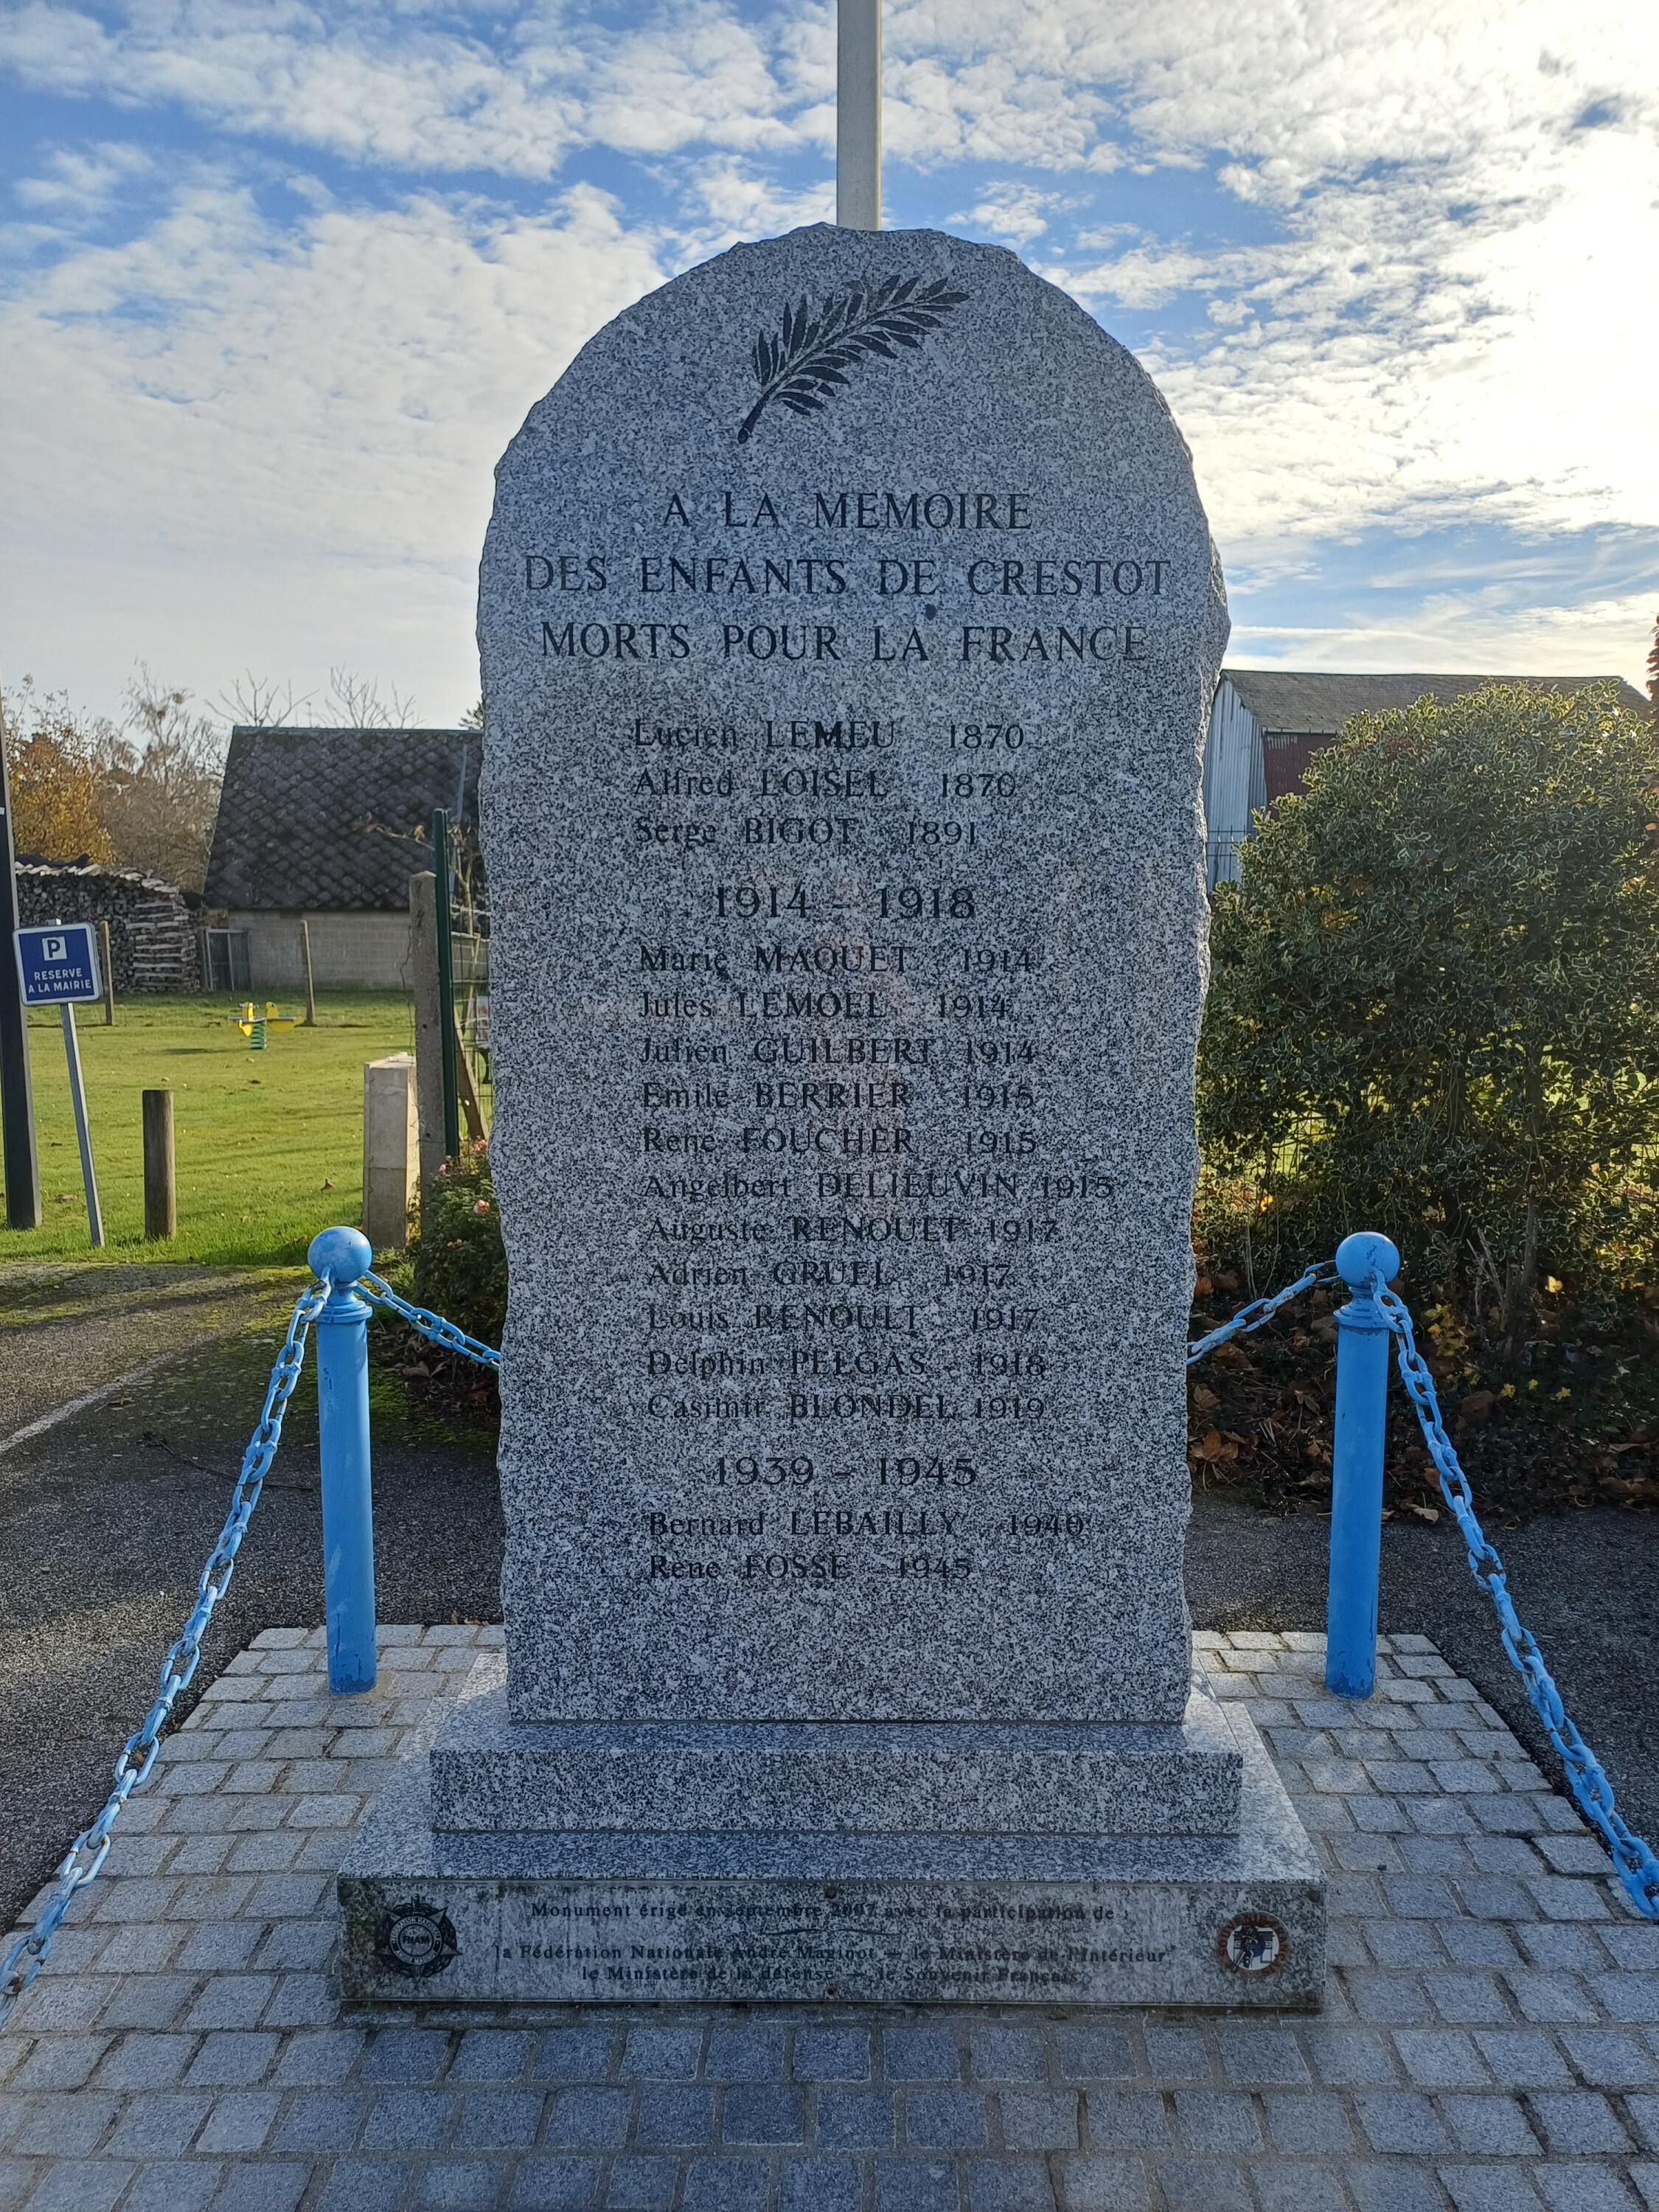 A LA MEMOIRE
DES ENFANTS DE CRESTOT
MORTS POUR LA FRANCE
Lucien LEMEU 1870
Alfred LOISEL 1870
Serge BIGOT 1891
1914 - 1918
Marie MAQUET 1914
Jules LEMOEL 1914
Julien GUILBERT 1914
Emile BERRIER 1915
Rene FOUCHER 1915
Angelbert DELIEUVIN 1915
Auguste RENOULT 1917
Adrien GRUEL 1917
Louis RENOULT 1917
Delphin PELGAS 1918
Casimir BLONDEL 1919
1939 - 1945
Bernard LEBAILLY 1940
Rene FOSSE 1945
P
RESERVE
A LA MAIRIE
Monument érigé en septembre 2007 avec la participation de :
FNAM
la Fédération Nationale André Maginot — le Ministère de l'Intérieur
le Ministère de la défense — le Souvenir Français